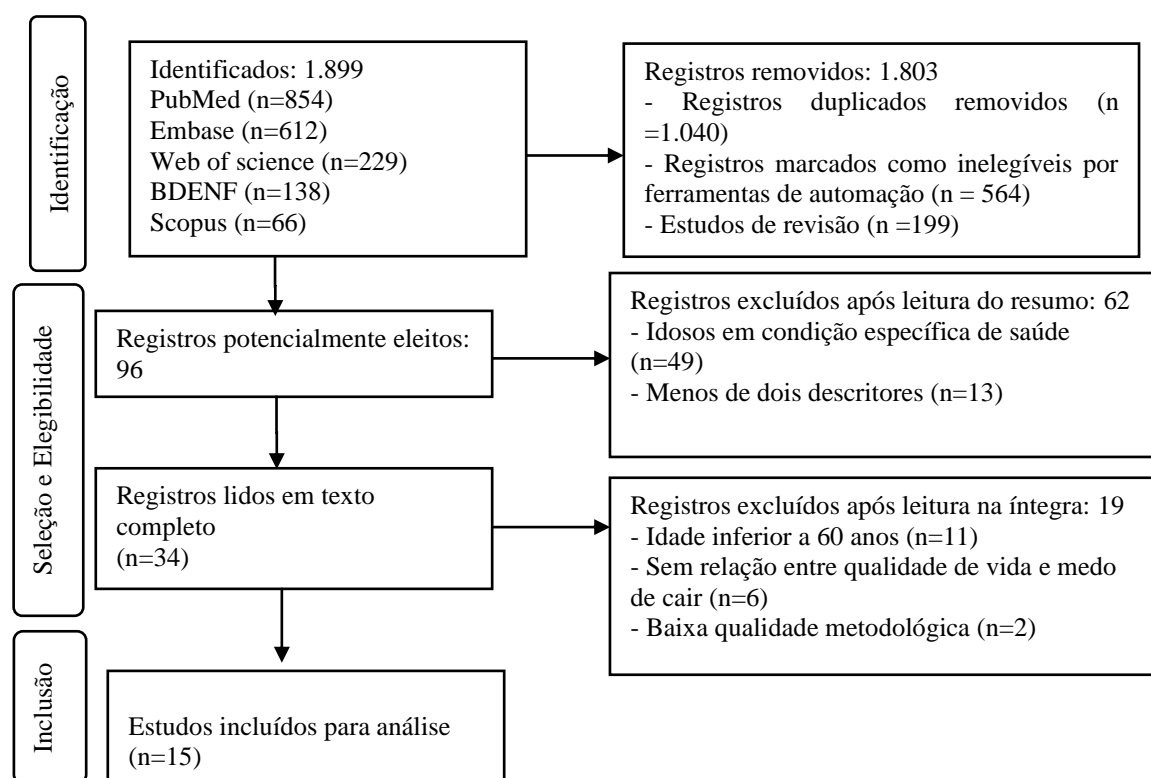 Identificação
Identificados: 1.899
PubMed (n=854)
Embase (n=612)
Web of science (n=229)
BDENF (n=138)
Scopus (n=66)
Registros removidos: 1.803
- Registros duplicados removidos (n
=1.040)
- Registros marcados como inelegíveis por
ferramentas de automação (n = 564)
- Estudos de revisão (n =199)
Seleção e Elegibilidade
Registros potencialmente eleitos:
96
Registros excluídos após leitura do resumo: 62
- Idosos em condição específica de saúde
(n=49)
- Menos de dois descritores (n=13)
Registros lidos em texto
completo
(n=34)
Registros excluídos após leitura na íntegra: 19
- Idade inferior a 60 anos (n=11)
- Sem relação entre qualidade de vida e medo
de cair (n=6)
- Baixa qualidade metodológica (n=2)
Inclusão
Estudos incluídos para análise
(n=15)